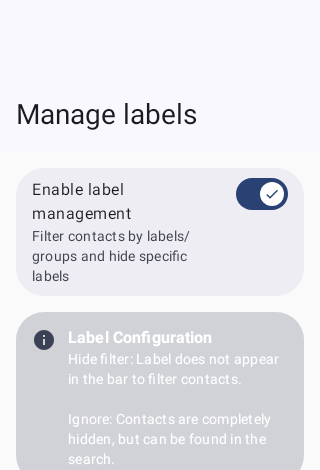 Manage labels
Enable label
management
Filter contacts by labels/
groups and hide specific
labels
Label Configuration
Hide filter: Label does not appear
in the bar to filter contacts.
Ignore: Contacts are completely
hidden, but can be found in the
search.